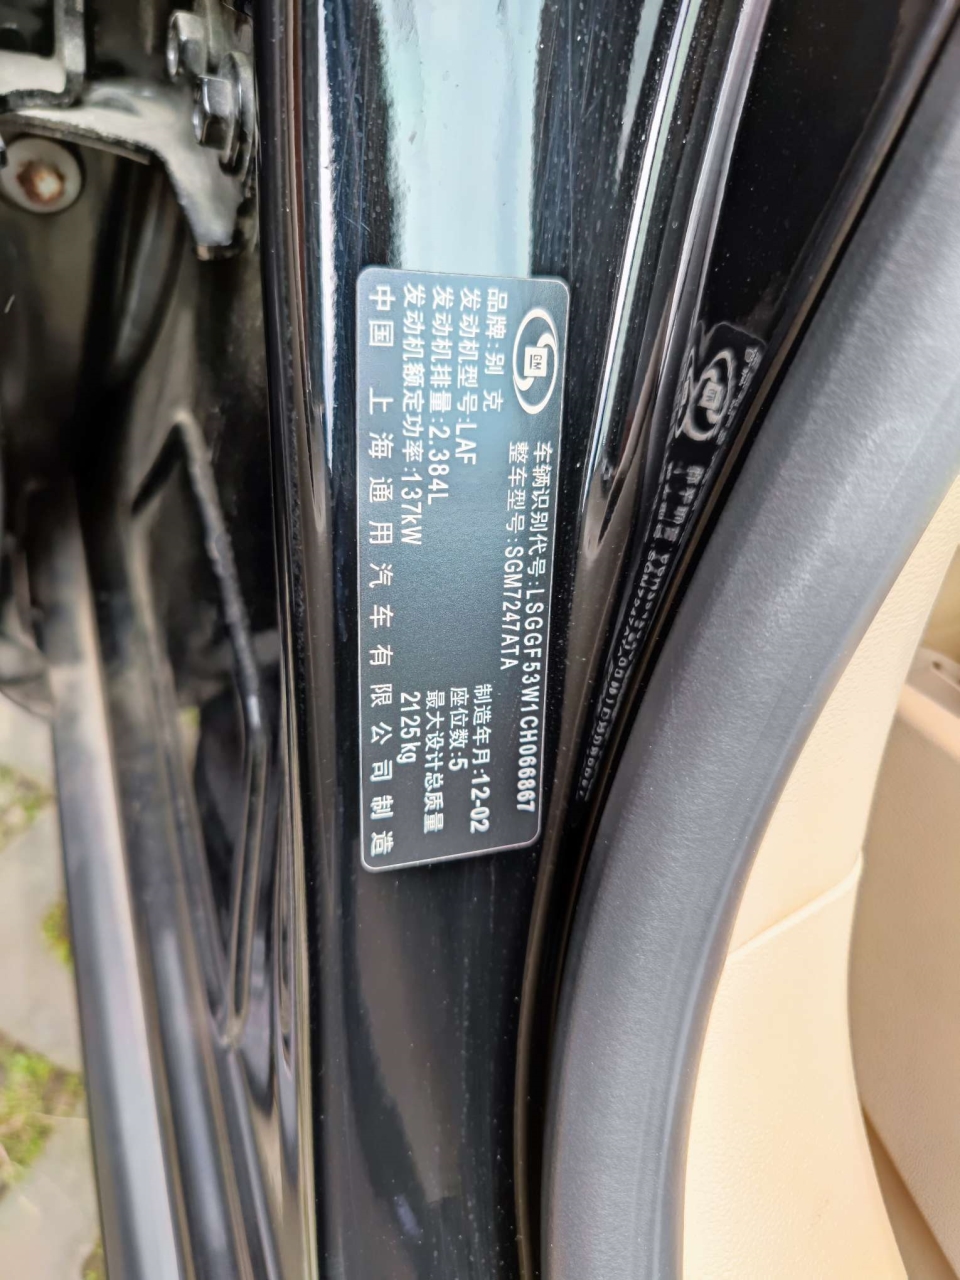 GM
车辆识别代号:LSGGF53W1CH066867
整车型号:SGM7247ATA
品牌:别克
制造年月:12-02
发动机型号:LAF
座位数:5
发动机排量:2.384L
最大设计总质量
发动机额定功率:137kW
2125kg
中国 上海通用汽车有限公司制造